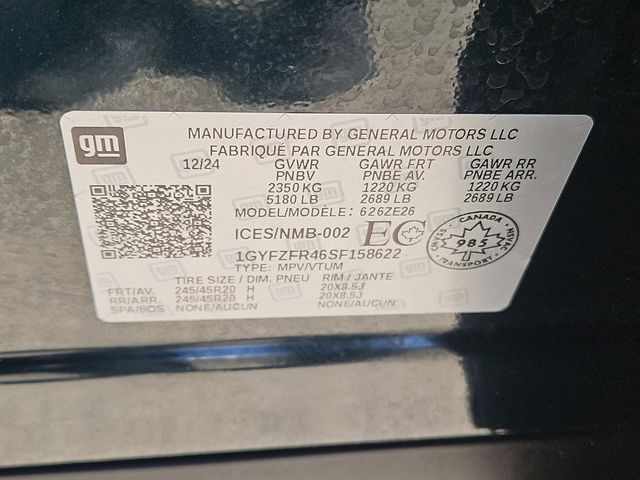 gm
MANUFACTURED BY GENERAL MOTORS LLC
FABRIQUÉ PAR GENERAL MOTORS LLC
12/24 GVWR GAWR FRT GAWR RR
PNBV PNBE AV. PNBE ARR.
2350 KG 1220 KG 1220 KG
5180 LB 2689 LB 2689 LB
MODEL/MODÈLE: 626ZE26
ICES/NMB-002 EC
CANADA
CMVSS 985 NSVAC
TRANSPORT
1GYFZFR46SF158622
TYPE: MPV/VTUM
TIRE SIZE / DIM. PNEU RIM / JANTE
FRT/AV. 245/45R20 H 20X8.5J
RR/ARR. 245/45R20 H 20X8.5J
SPA/SOS NONE/AUCUN NONE/AUCUN